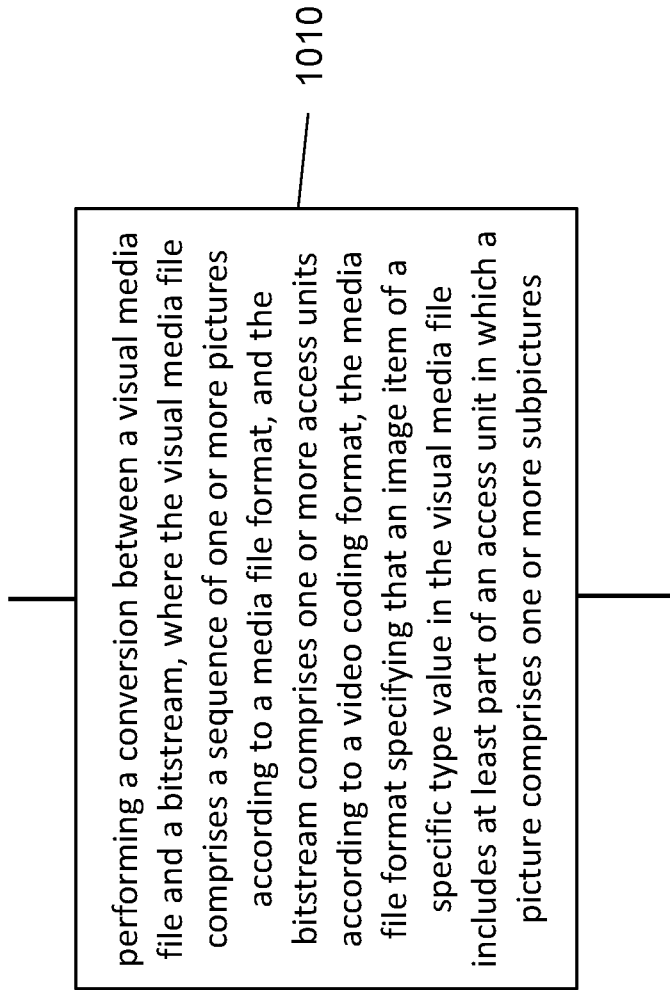 performing a conversion between a visual media
file and a bitstream, where the visual media file
comprises a sequence of one or more pictures
according to a media file format, and the
bitstream comprises one or more access units
according to a video coding format, the media
file format specifying that an image item of a
specific type value in the visual media file
includes at least part of an access unit in which a
picture comprises one or more subpictures
1010